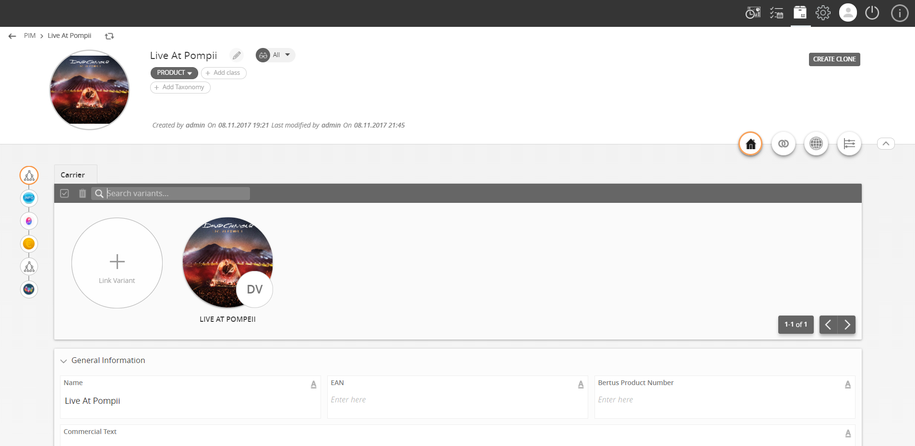 PIM > Live At Pompii
Live At Pompii
All
PRODUCT
+ Add class
+ Add Taxonomy
CREATE CLONE
Created by admin On 08.11.2017 19:21 Last modified by admin On 08.11.2017 21:45
Carrier
Search variants...
Link Variant
DV
LIVE AT POMPEII
1-1 of 1
General Information
Name
EAN
Bertus Product Number
Live At Pompii
Enter here
Enter here
Commercial Text